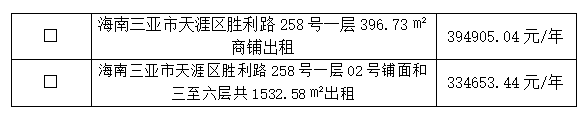 □ 海南三亚市天涯区胜利路 258 号一层 396.73 ㎡ 394905.04 元/年
商铺出租
□ 海南三亚市天涯区胜利路 258 号一层 02 号铺面和 334653.44 元/年
三至六层共 1532.58 ㎡出租